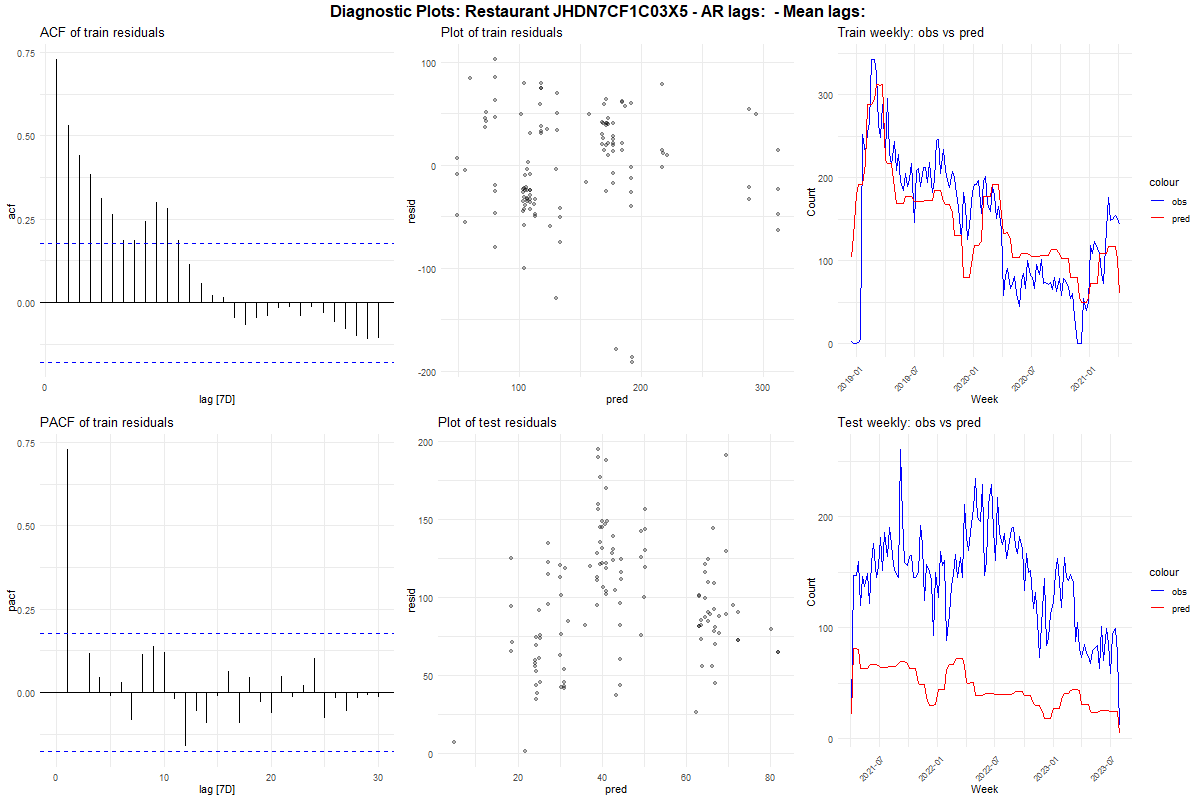 Diagnostic Plots: Restaurant JHDN7CF1C03X5 - AR lags:  - Mean lags:
ACF of train residuals
0.75
0.50
0.25
0.00
acf
0
lag [7D]
Plot of train residuals
100
0
-100
-200
resid
100
200
300
pred
Train weekly: obs vs pred
300
200
100
0
Count
2019-01
2019-07
2020-01
2020-07
2021-01
Week
colour
obs
pred
PACF of train residuals
0.75
0.50
0.25
0.00
pacf
0
10
20
30
lag [7D]
Plot of test residuals
200
150
100
50
0
resid
20
40
60
80
pred
Test weekly: obs vs pred
200
100
0
Count
2021-07
2022-01
2022-07
2023-01
2023-07
Week
colour
obs
pred